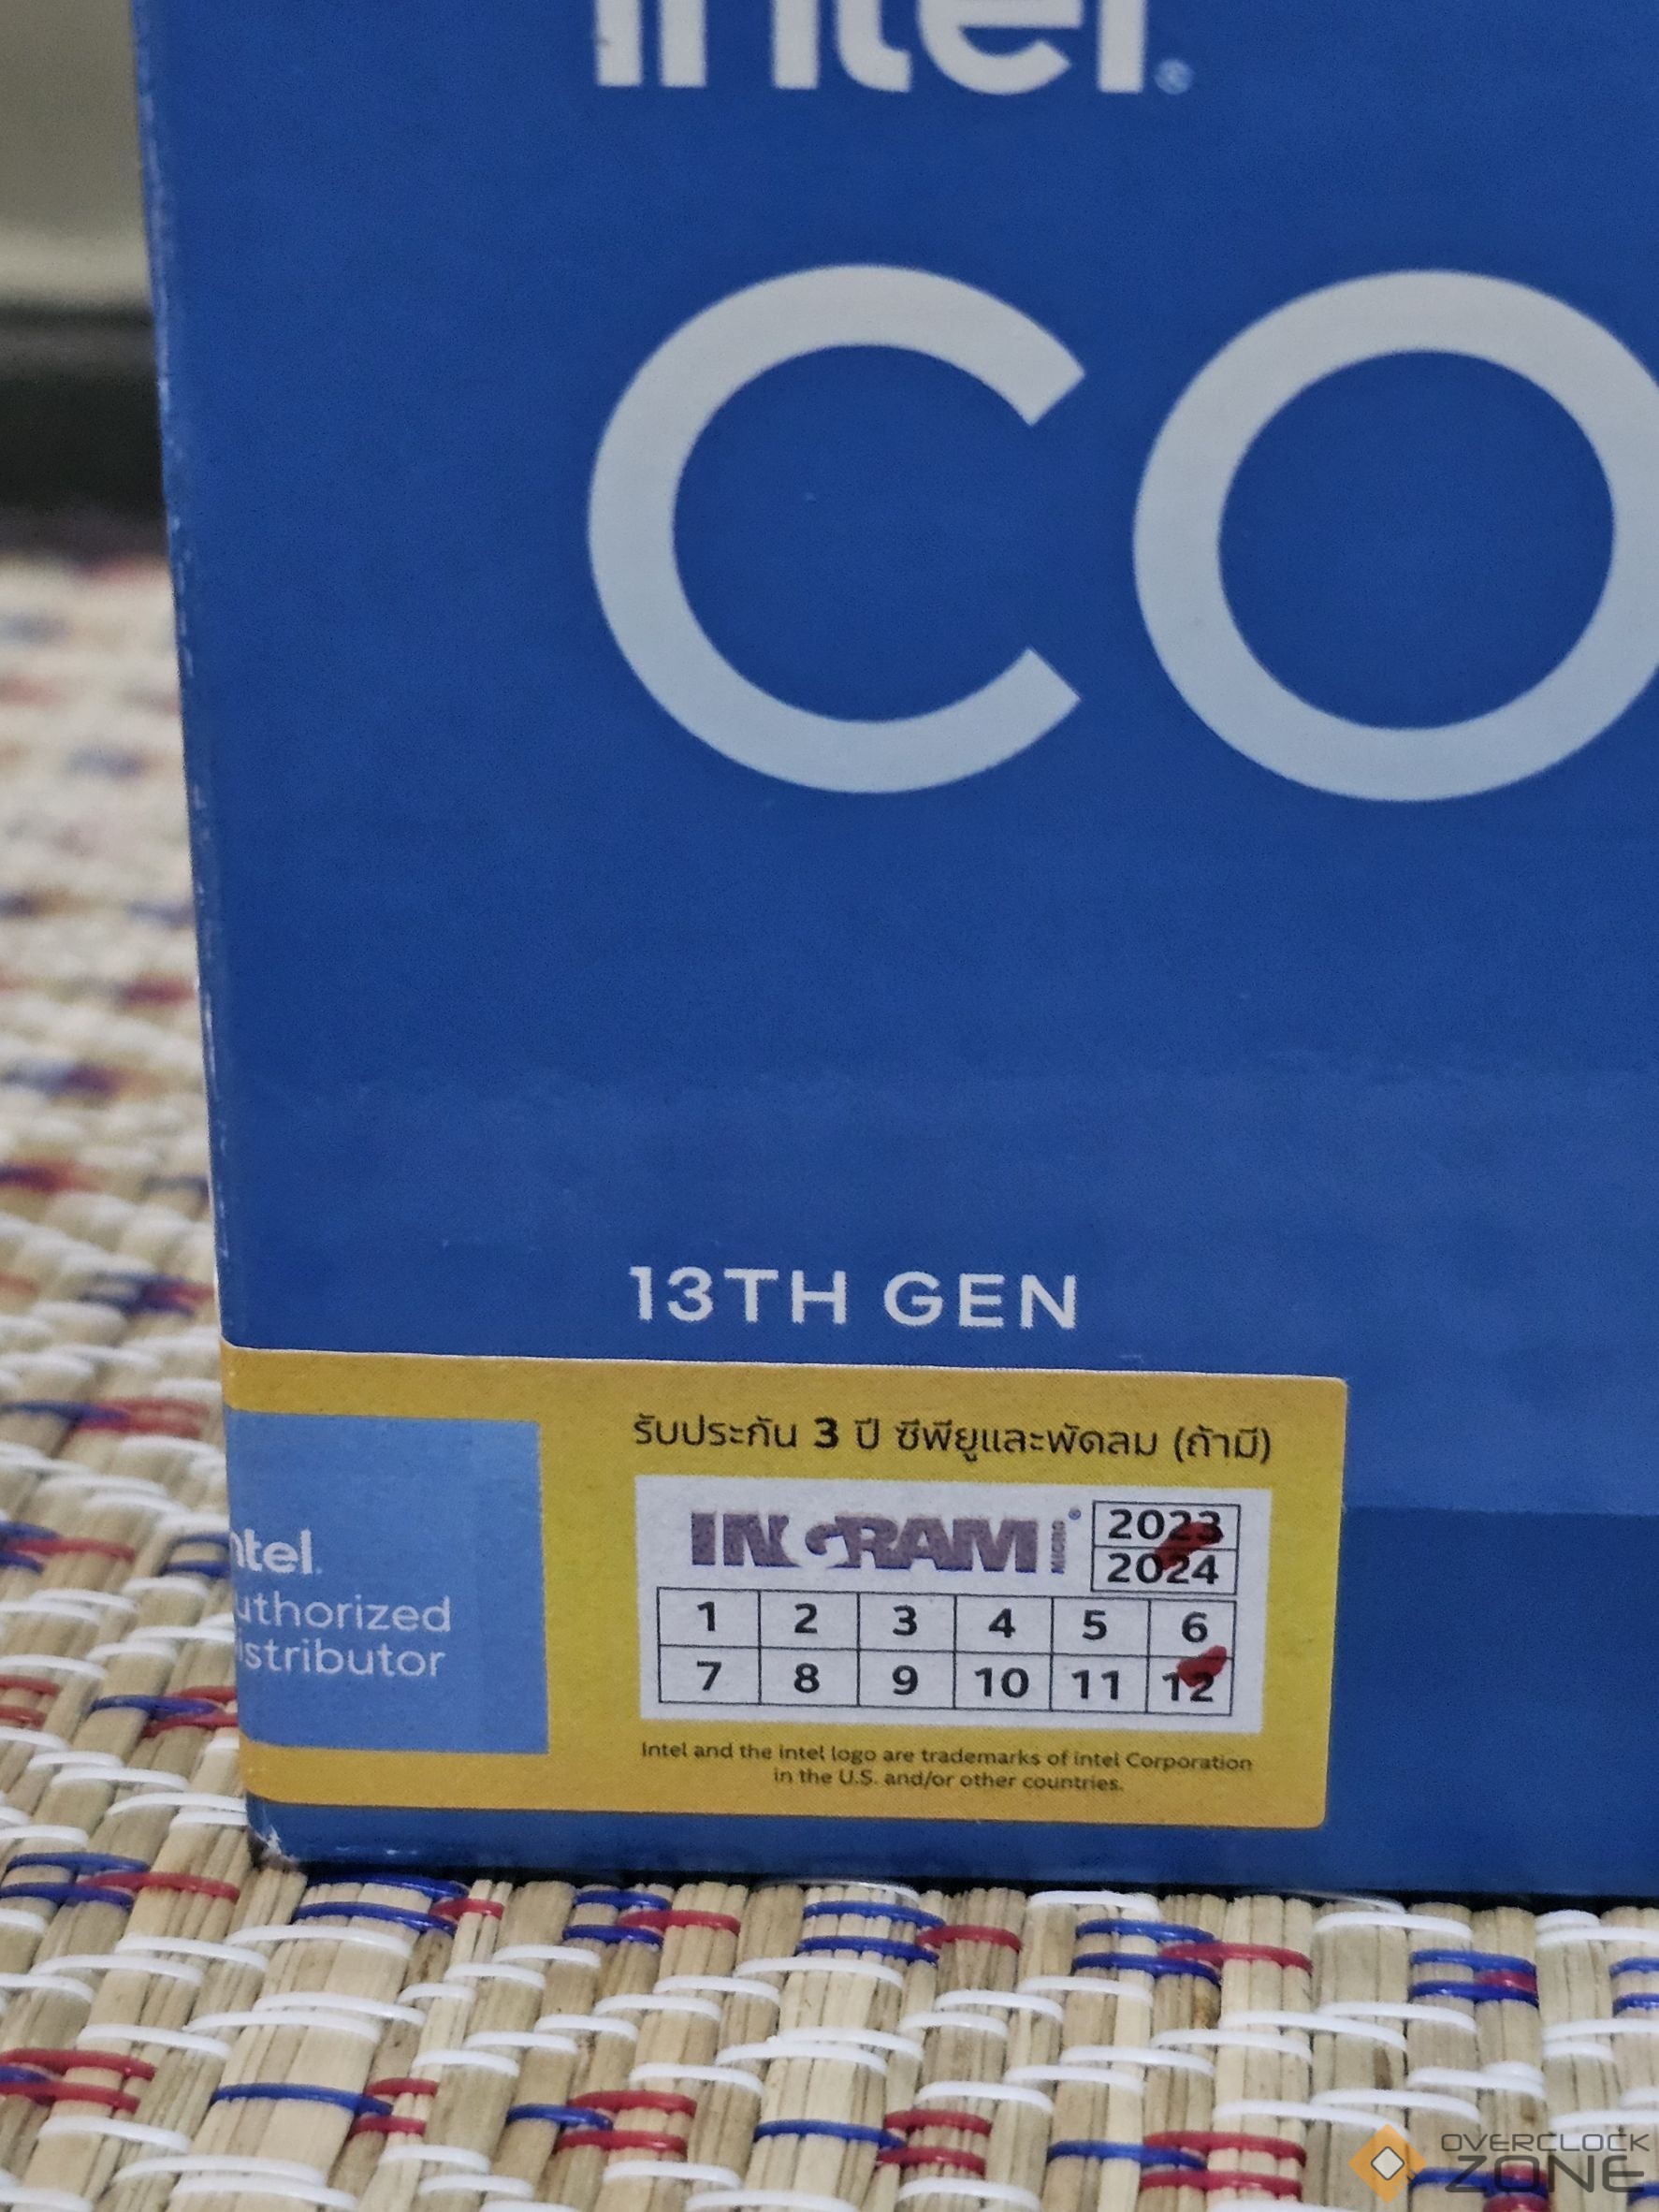 intel®
CO
13TH GEN
รับประกัน 3 ปี ซีพียูและพัดลม (ถ้ามี)
INGRAM MICRO®
2023
2024
1 2 3 4 5 6
7 8 9 10 11 12
ntel.
uthorized
istributor
Intel and the intel logo are trademarks of intel Corporation
in the U.S. and/or other countries.
OVERCLOCK
ZONE